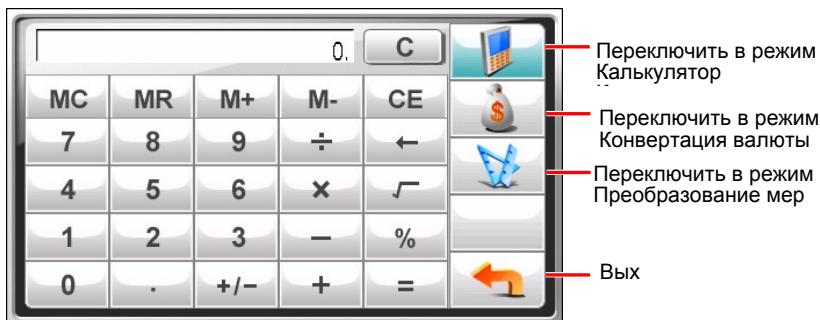 0. C
MC MR M+ M- CE
7 8 9 ÷ ←
4 5 6 × √
1 2 3 − %
0 . +/− + =
$
Переключить в режим
Калькулятор
Переключить в режим
Конвертация валюты
Переключить в режим
Преобразование мер
Вых